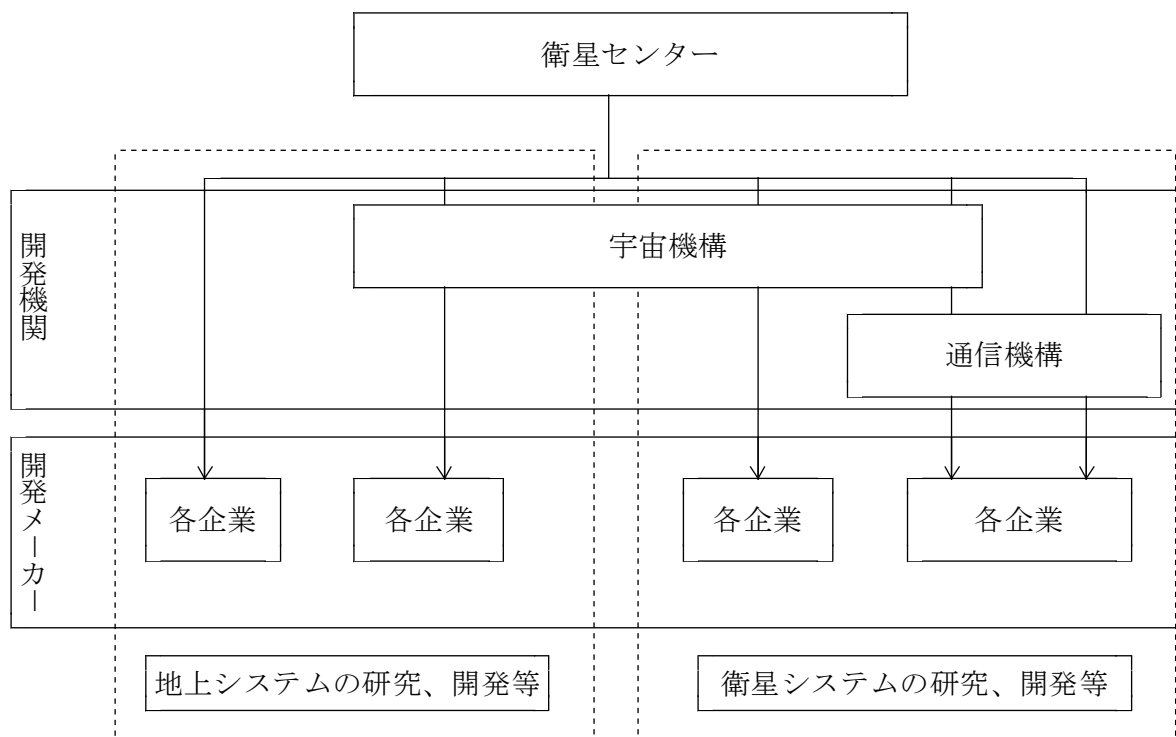 衛星センター
開発機関
宇宙機構
通信機構
開発メーカー
各企業
各企業
各企業
各企業
地上システムの研究、開発等
衛星システムの研究、開発等